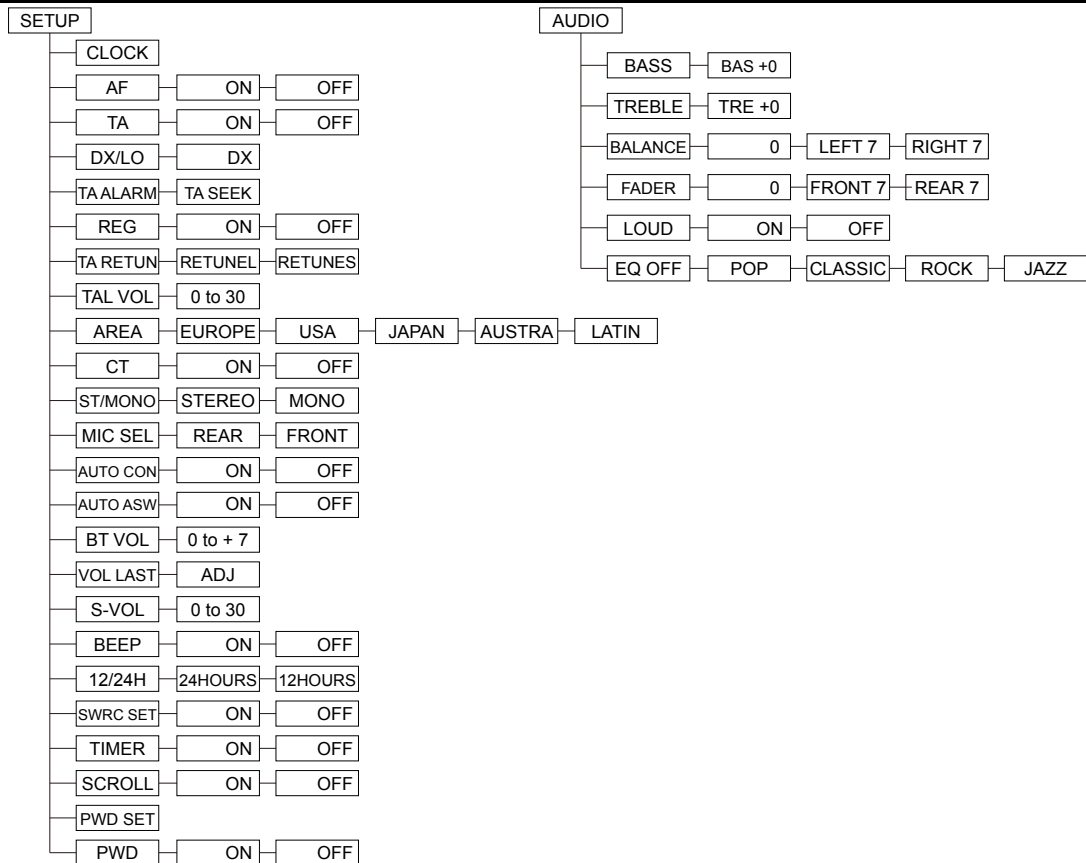 SETUP
CLOCK
AF ON OFF
TA ON OFF
DX/LO DX
TA ALARM TA SEEK
REG ON OFF
TA RETUN RETUNEL RETUNES
TAL VOL 0 to 30
AREA EUROPE USA JAPAN AUSTRA LATIN
CT ON OFF
ST/MONO STEREO MONO
MIC SEL REAR FRONT
AUTO CON ON OFF
AUTO ASW ON OFF
BT VOL 0 to + 7
VOL LAST ADJ
S-VOL 0 to 30
BEEP ON OFF
12/24H 24HOURS 12HOURS
SWRC SET ON OFF
TIMER ON OFF
SCROLL ON OFF
PWD SET
PWD ON OFF
AUDIO
BASS BAS +0
TREBLE TRE +0
BALANCE 0 LEFT 7 RIGHT 7
FADER 0 FRONT 7 REAR 7
LOUD ON OFF
EQ OFF POP CLASSIC ROCK JAZZ